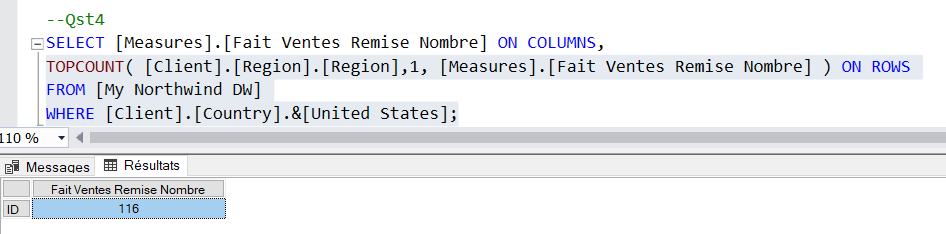 --Qst4
SELECT [Measures].[Fait Ventes Remise Nombre] ON COLUMNS,
TOPCOUNT( [Client].[Region].[Region],1, [Measures].[Fait Ventes Remise Nombre] ) ON ROWS
FROM [My Northwind DW]
WHERE [Client].[Country].&[United States];
110 %
Messages Résultats
Fait Ventes Remise Nombre
ID 116